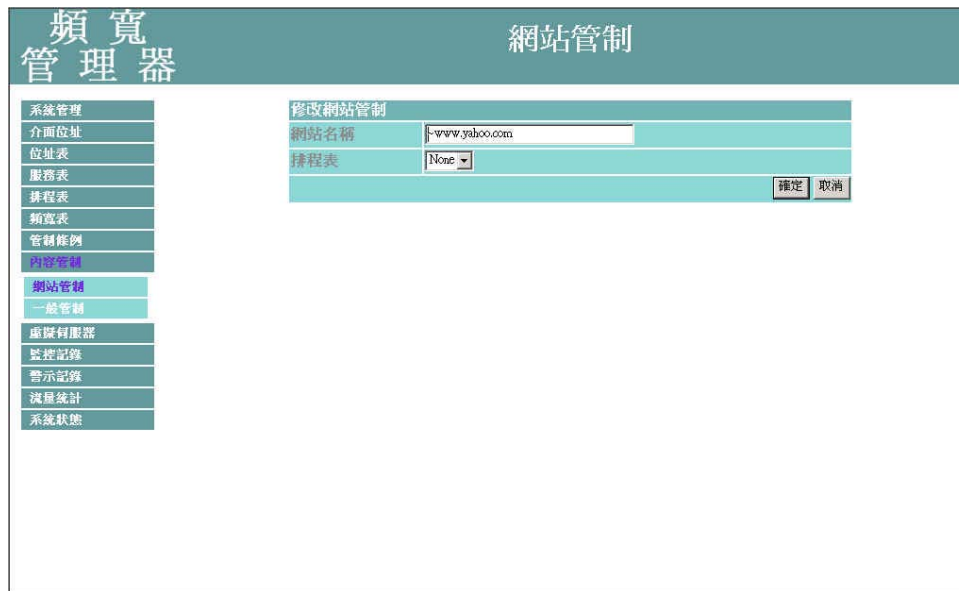 頻寬
管理器
網站管制
系統管理
介面位址
位址表
服務表
排程表
頻寬表
管制條例
內容管制
網站管制
一般管制
虛擬伺服器
監控記錄
警示記錄
流量統計
系統狀態
修改網站管制
網站名稱 ~www.yahoo.com
排程表 None
確定 取消